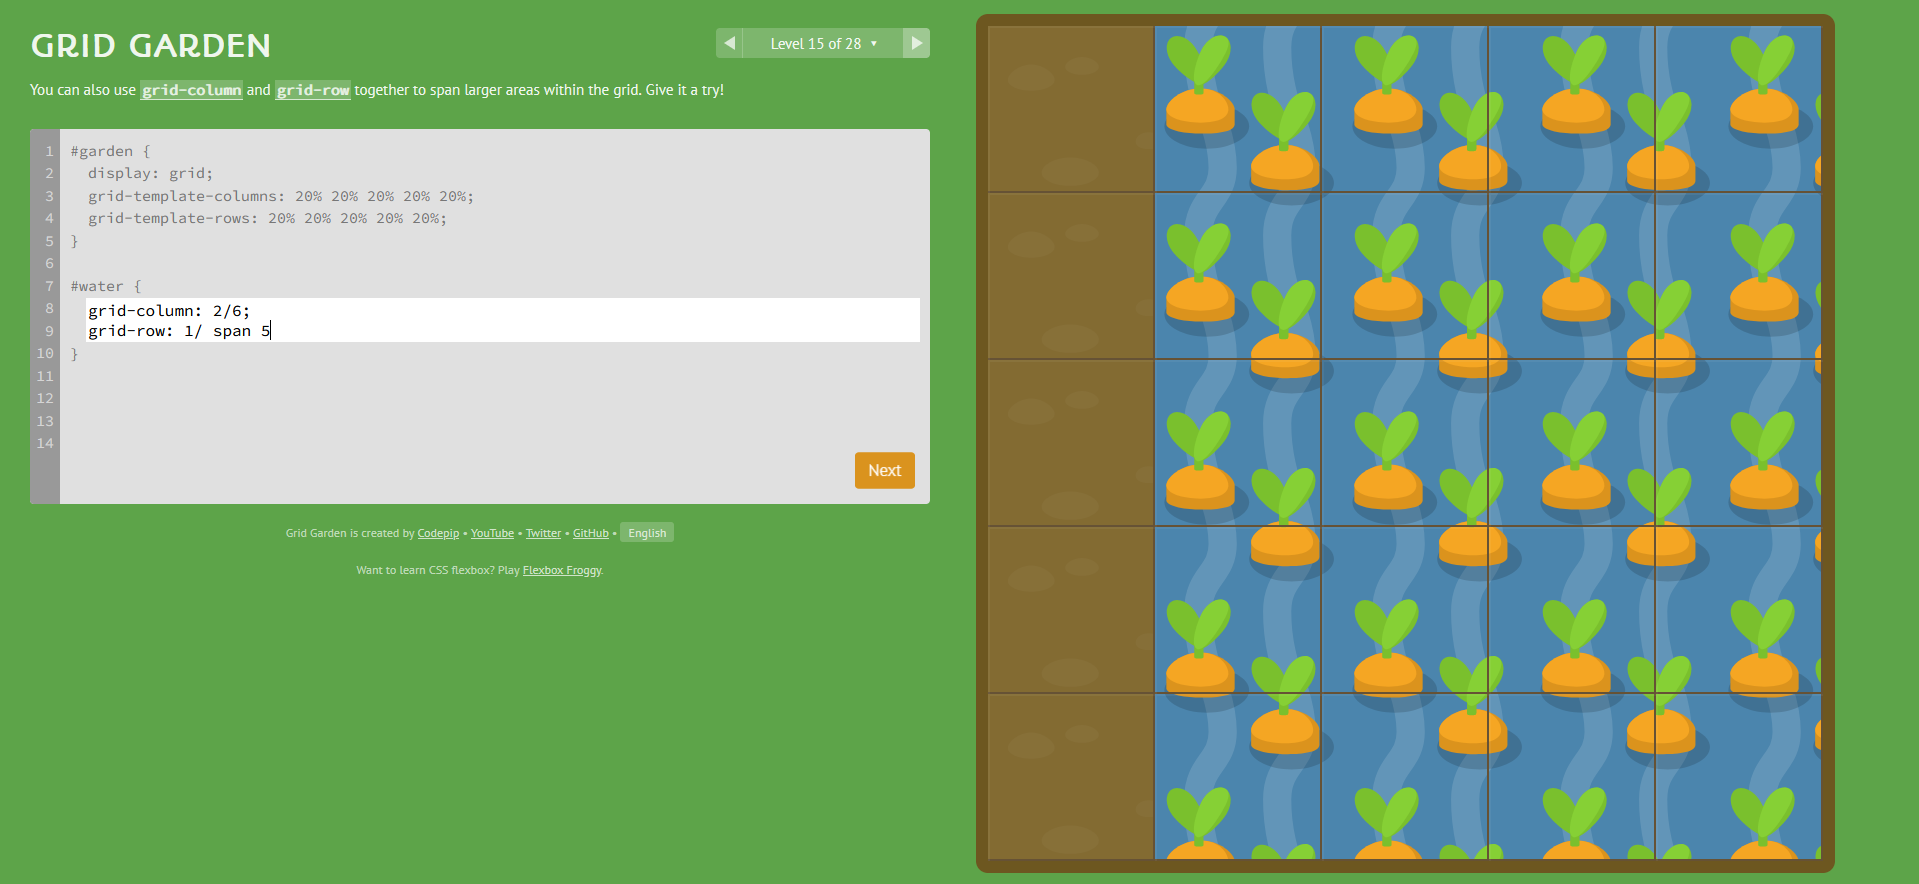 GRID GARDEN
◀ Level 15 of 28 ▾ ▶
You can also use grid-column and grid-row together to span larger areas within the grid. Give it a try!
1 #garden {
2 display: grid;
3 grid-template-columns: 20% 20% 20% 20% 20%;
4 grid-template-rows: 20% 20% 20% 20% 20%;
5 }
6
7 #water {
8 grid-column: 2/6;
9 grid-row: 1/ span 5
10 }
11
12
13
14
Next
Grid Garden is created by Codepip • YouTube • Twitter • GitHub • English
Want to learn CSS flexbox? Play Flexbox Froggy.